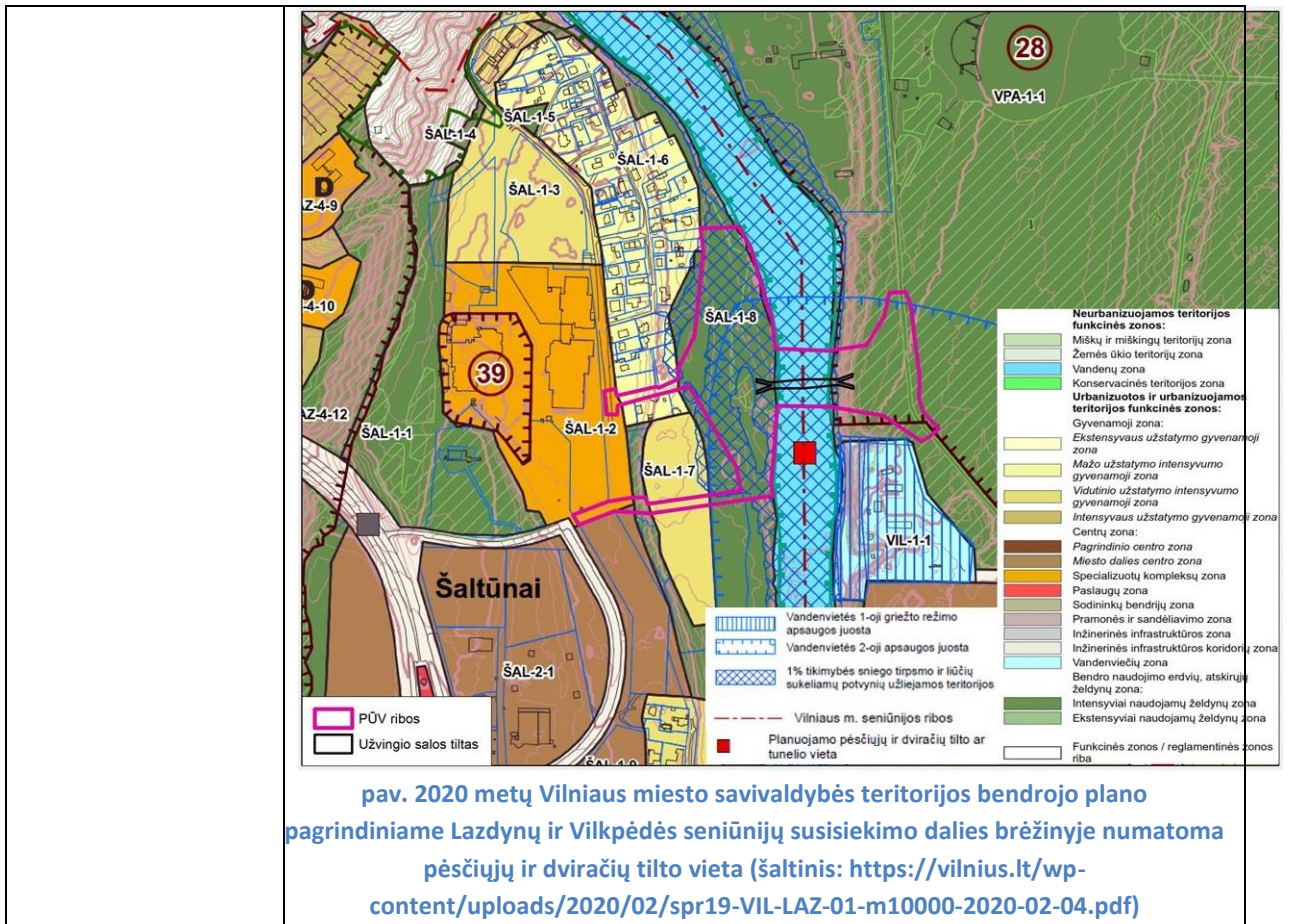 28
VPA-1-1
ŠAL-1-5
ŠAL-1-4
ŠAL-1-6
ŠAL-1-3
D
AZ-4-9
-4-10
ŠAL-1-8
39
AZ-4-12
ŠAL-1-1
ŠAL-1-2
ŠAL-1-7
VIL-1-1
Šaltūnai
ŠAL-2-1
ŠAL-1-9
PŪV ribos
Užvingio salos tiltas
Vandenvietės 1-oji griežto režimo
apsaugos juosta
Vandenvietės 2-oji apsaugos juosta
1% tikimybės sniego tirpsmo ir liūčių
sukeliamų potvynių užliejamos teritorijos
Vilniaus m. seniūnijos ribos
Planuojamo pėsčiųjų ir dviračių tilto ar
tunelio vieta
Neurbanizuojamos teritorijos
funkcinės zonos:
Miškų ir miškingų teritorijų zona
Žemės ūkio teritorijų zona
Vandenų zona
Konservacinės teritorijos zona
Urbanizuotos ir urbanizuojamos
teritorijos funkcinės zonos:
Gyvenamoji zona:
Ekstensyvaus užstatymo gyvenamoji
zona
Mažo užstatymo intensyvumo
gyvenamoji zona
Vidutinio užstatymo intensyvumo
gyvenamoji zona
Intensyvaus užstatymo gyvenamoji zona
Centrų zona:
Pagrindinio centro zona
Miesto dalies centro zona
Specializuotų kompleksų zona
Paslaugų zona
Sodininkų bendrijų zona
Pramonės ir sandėliavimo zona
Inžinerinės infrastruktūros zona
Inžinerinės infrastruktūros koridorių zona
Vandenviečių zona
Bendro naudojimo erdvių, atskirųjų
želdynų zona:
Intensyviai naudojamų želdynų zona
Ekstensyviai naudojamų želdynų zona
Funkcinės zonos / reglamentinės zonos
riba
pav. 2020 metų Vilniaus miesto savivaldybės teritorijos bendrojo plano
pagrindiniame Lazdynų ir Vilkpėdės seniūnijų susisiekimo dalies brėžinyje numatoma
pėsčiųjų ir dviračių tilto vieta (šaltinis: https://vilnius.lt/wp-
content/uploads/2020/02/spr19-VIL-LAZ-01-m10000-2020-02-04.pdf)